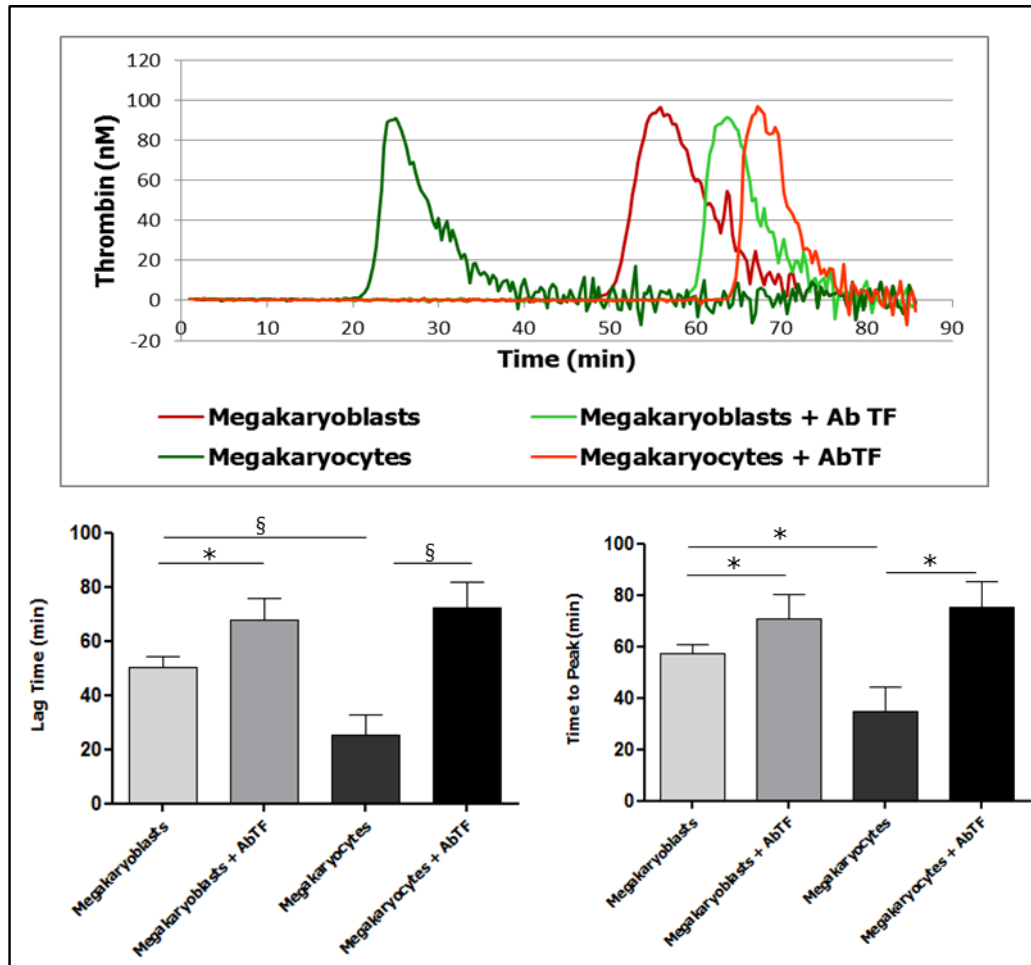 120
100
80
60
40
20
0
-20
Thrombin (nM)
0 10 20 30 40 50 60 70 80 90
Time (min)
Megakaryoblasts
Megakaryoblasts + Ab TF
Megakaryocytes
Megakaryocytes + AbTF
100
80
60
40
20
0
Lag Time (min)
§
*
§
Megakaryoblasts
Megakaryoblasts + AbTF
Megakaryocytes
Megakaryocytes + AbTF
100
80
60
40
20
0
Time to Peak (min)
*
*
*
Megakaryoblasts
Megakaryoblasts + AbTF
Megakaryocytes
Megakaryocytes + AbTF